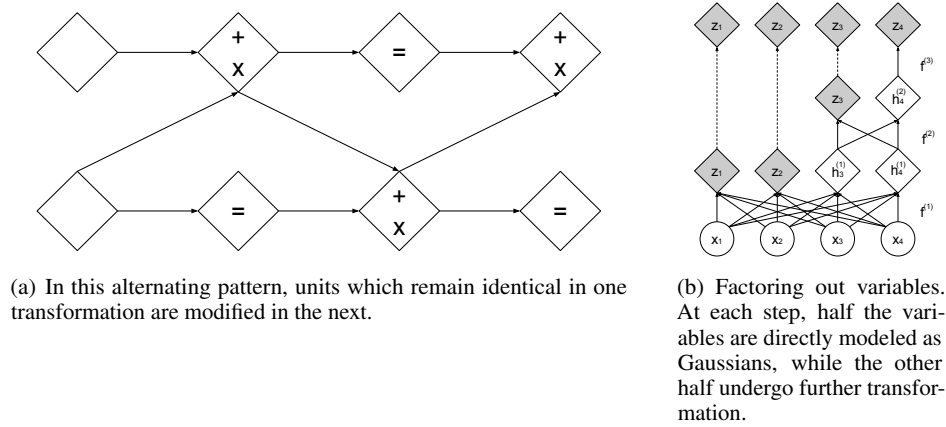 +
x
=
+
x
=
+
x
=
z1 z2 z3 z4
f(3)
z3 h4(2)
f(2)
z1 z2 h3(1) h4(1)
f(1)
x1 x2 x3 x4
(a) In this alternating pattern, units which remain identical in one
transformation are modified in the next.
(b) Factoring out variables.
At each step, half the vari-
ables are directly modeled as
Gaussians, while the other
half undergo further transfor-
mation.